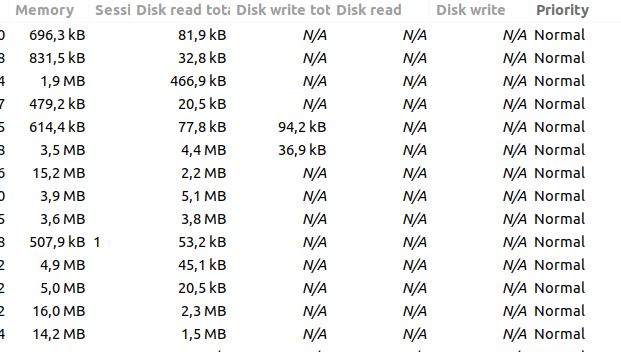 Memory Sessi Disk read tota Disk write tot Disk read Disk write Priority
0 696,3 kB 81,9 kB N/A N/A N/A Normal
8 831,5 kB 32,8 kB N/A N/A N/A Normal
4 1,9 MB 466,9 kB N/A N/A N/A Normal
7 479,2 kB 20,5 kB N/A N/A N/A Normal
5 614,4 kB 77,8 kB 94,2 kB N/A N/A Normal
8 3,5 MB 4,4 MB 36,9 kB N/A N/A Normal
6 15,2 MB 2,2 MB N/A N/A N/A Normal
0 3,9 MB 5,1 MB N/A N/A N/A Normal
5 3,6 MB 3,8 MB N/A N/A N/A Normal
8 507,9 kB 1 53,2 kB N/A N/A N/A Normal
2 4,9 MB 45,1 kB N/A N/A N/A Normal
2 5,0 MB 20,5 kB N/A N/A N/A Normal
2 16,0 MB 2,3 MB N/A N/A N/A Normal
4 14,2 MB 1,5 MB N/A N/A N/A Normal